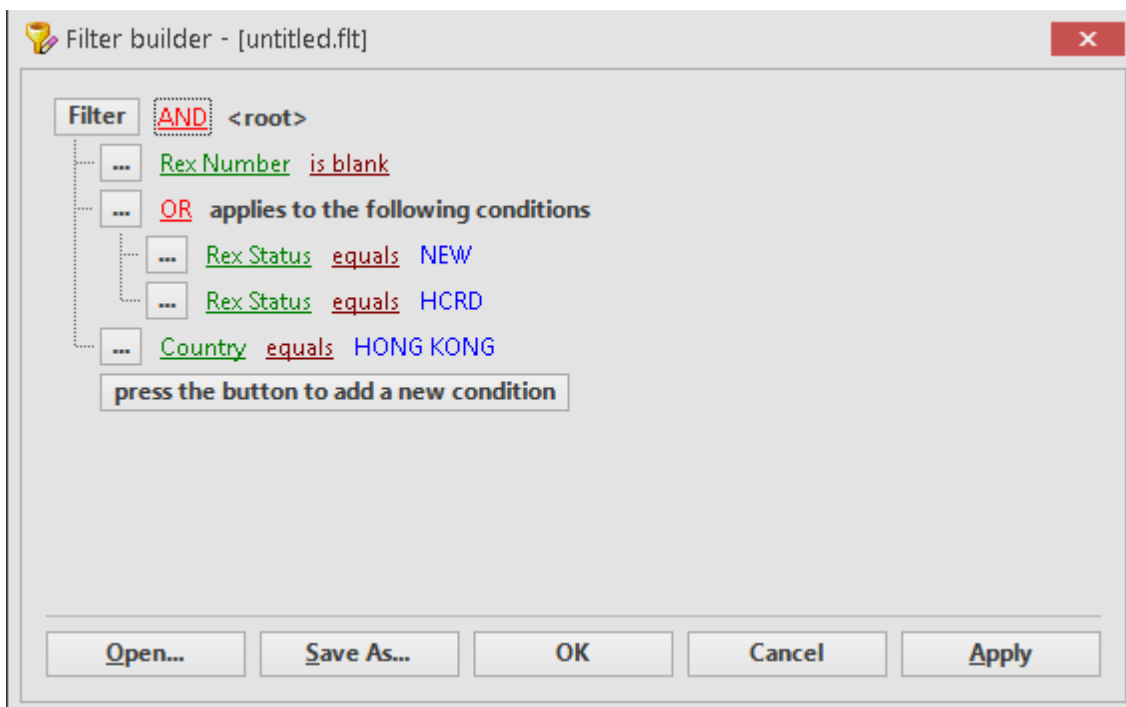 Filter builder - [untitled.flt]
Filter AND <root>
... Rex Number is blank
... OR applies to the following conditions
... Rex Status equals NEW
... Rex Status equals HCRD
... Country equals HONG KONG
press the button to add a new condition
Open... Save As... OK Cancel Apply